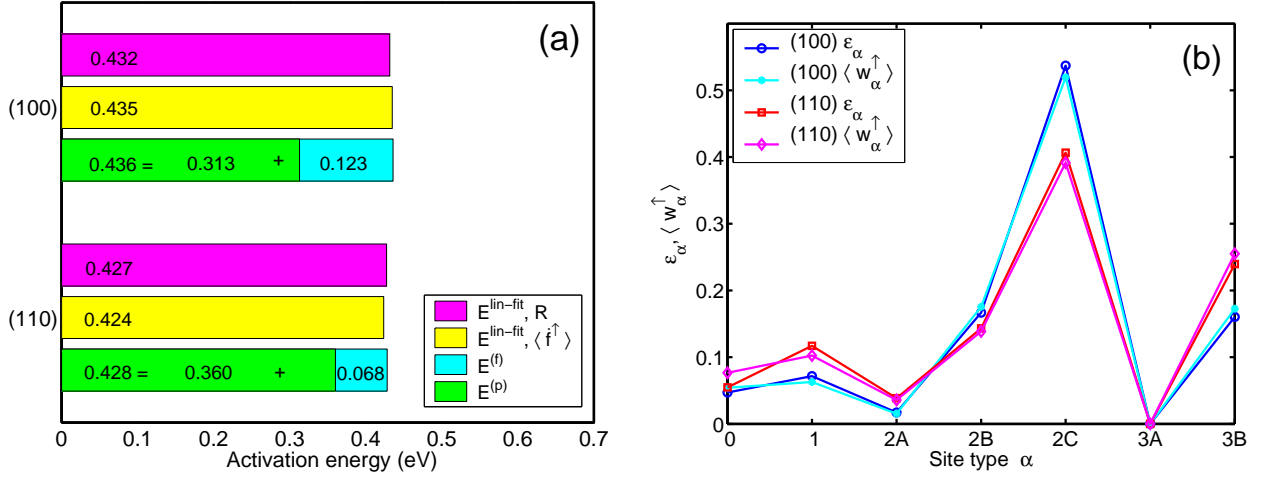 (a)
(100)
0.432
0.435
0.436 = 0.313 + 0.123
(110)
0.427
0.424
0.428 = 0.360 + 0.068
E^lin−fit, R
E^lin−fit, ⟨ ḟ^↑ ⟩
E^(f)
E^(p)
0 0.1 0.2 0.3 0.4 0.5 0.6 0.7
Activation energy (eV)
(b)
(100) ε_α
(100) ⟨ w_α^↑ ⟩
(110) ε_α
(110) ⟨ w_α^↑ ⟩
ε_α, ⟨ w_α^↑ ⟩
0.5
0.4
0.3
0.2
0.1
0
0 1 2A 2B 2C 3A 3B
Site type α